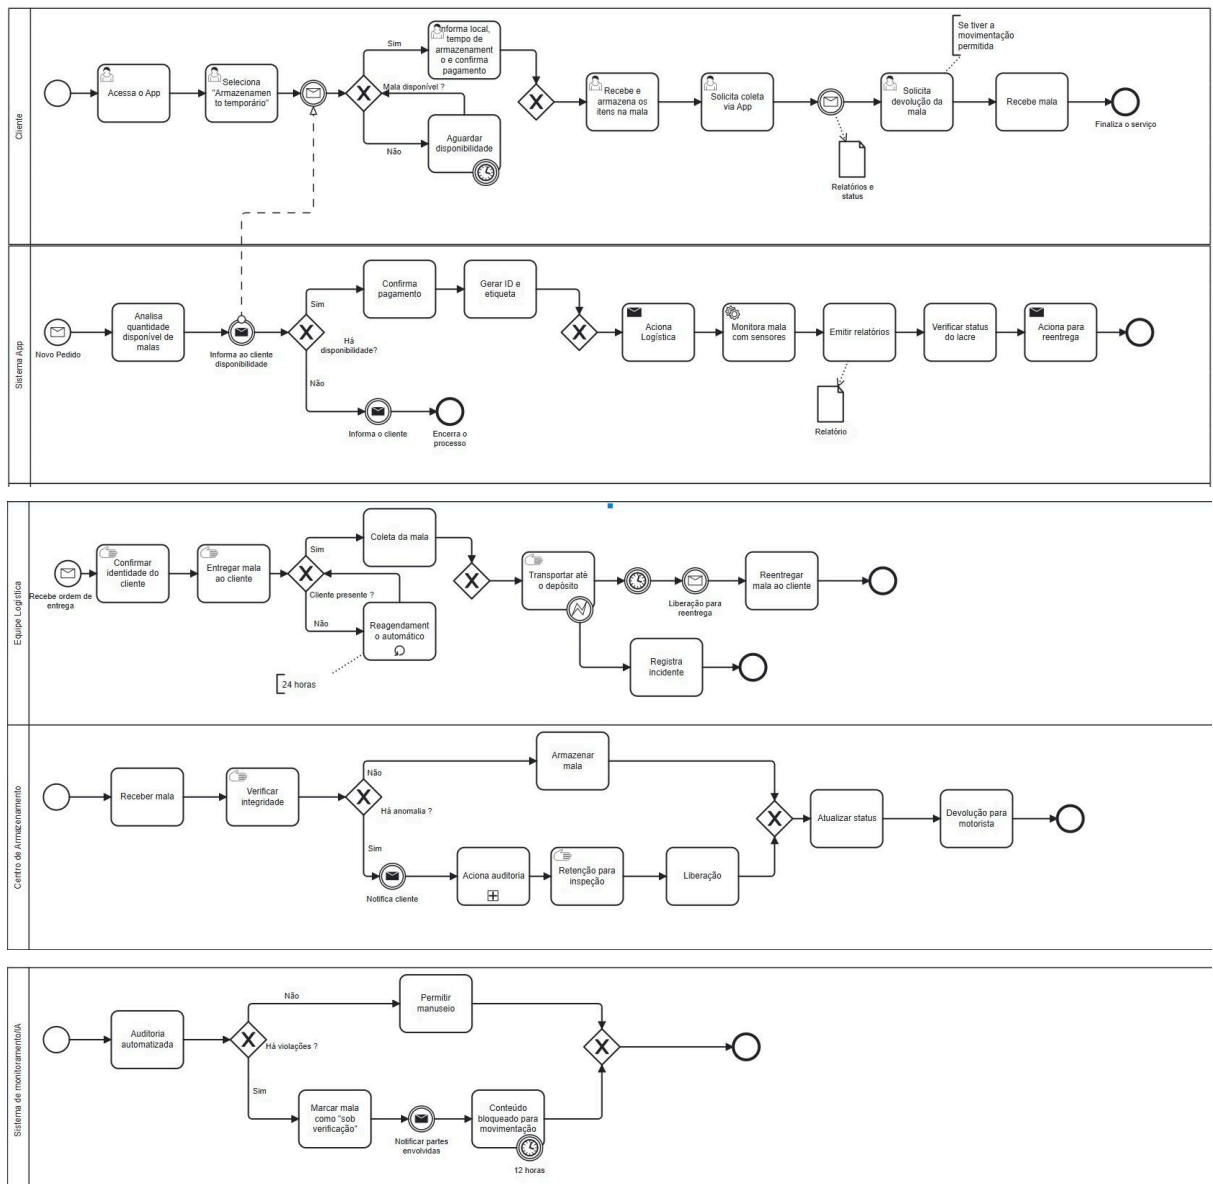 Cliente
Acessa o App
Seleciona
"Armazenamen
to temporário"
Sim
Informa local,
tempo de
armazenament
o e confirma
pagamento
Mala disponível ?
Não
Aguardar
disponibilidade
Recebe e
armazena os
itens na mala
Solicita coleta
via App
Relatórios e
status
Solicita
devolução da
mala
Se tiver a
movimentação
permitida
Recebe mala
Finaliza o serviço
Sistema App
Novo Pedido
Analisa
quantidade
disponível de
malas
Informa ao cliente
disponibilidade
Sim
Há
disponibilidade?
Não
Confirma
pagamento
Gerar ID e
etiqueta
Informa o cliente
Encerra o
processo
Aciona
Logística
Monitora mala
com sensores
Emitir relatórios
Relatório
Verificar status
do lacre
Aciona para
reentrega
Equipe Logística
Recebe ordem de
entrega
Confirmar
identidade do
cliente
Entregar mala
ao cliente
Sim
Cliente presente ?
Não
Coleta da mala
Reagendament
o automático
24 horas
Transportar até
o depósito
Liberação para
reentrega
Reentregar
mala ao cliente
Registra
incidente
Centro de Armazenamento
Receber mala
Verificar
integridade
Não
Há anomalia ?
Sim
Armazenar
mala
Notifica cliente
Aciona auditoria
Retenção para
inspeção
Liberação
Atualizar status
Devolução para
motorista
Sistema de monitoramento/IA
Auditoria
automatizada
Não
Há violações ?
Sim
Permitir
manuseio
Marcar mala
como "sob
verificação"
Notificar partes
envolvidas
Conteúdo
bloqueado para
movimentação
12 horas